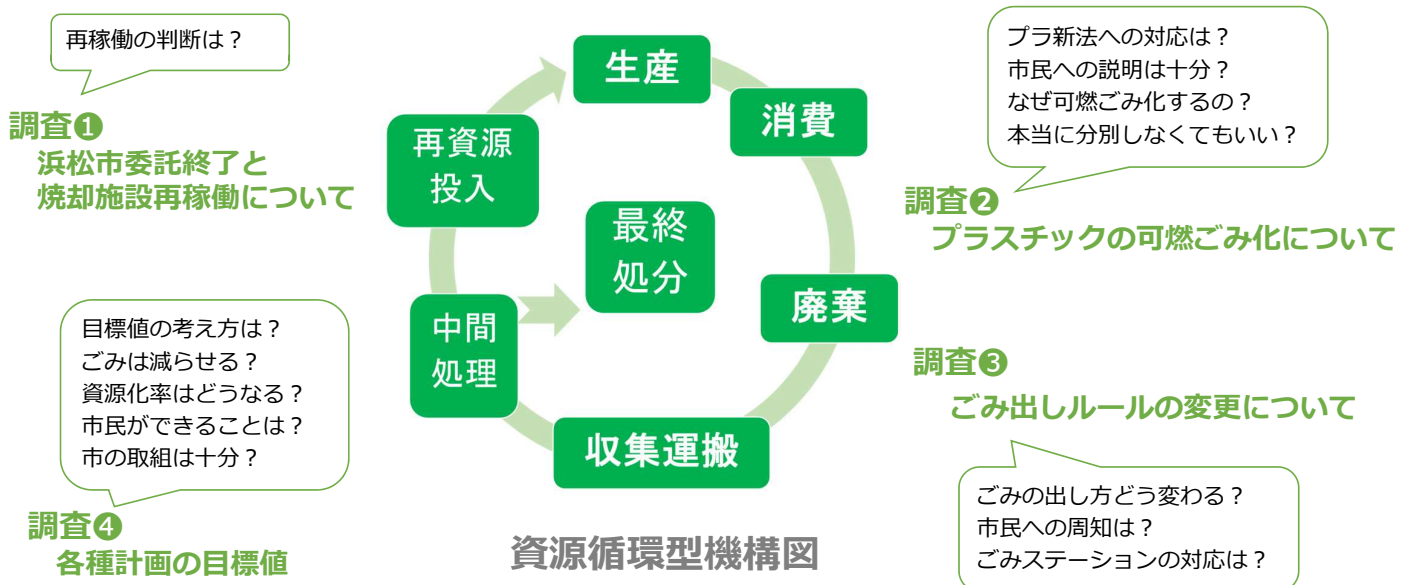 再稼働の判断は？
調査❶
浜松市委託終了と
焼却施設再稼働について
生産
消費
廃棄
収集運搬
中間
処理
再資源
投入
最終
処分
プラ新法への対応は？
市民への説明は十分？
なぜ可燃ごみ化するの？
本当に分別しなくてもいい？
調査❷
プラスチックの可燃ごみ化について
調査❸
ごみ出しルールの変更について
ごみの出し方どう変わる？
市民への周知は？
ごみステーションの対応は？
目標値の考え方は？
ごみは減らせる？
資源化率はどうなる？
市民ができることは？
市の取組は十分？
調査❹
各種計画の目標値
資源循環型機構図